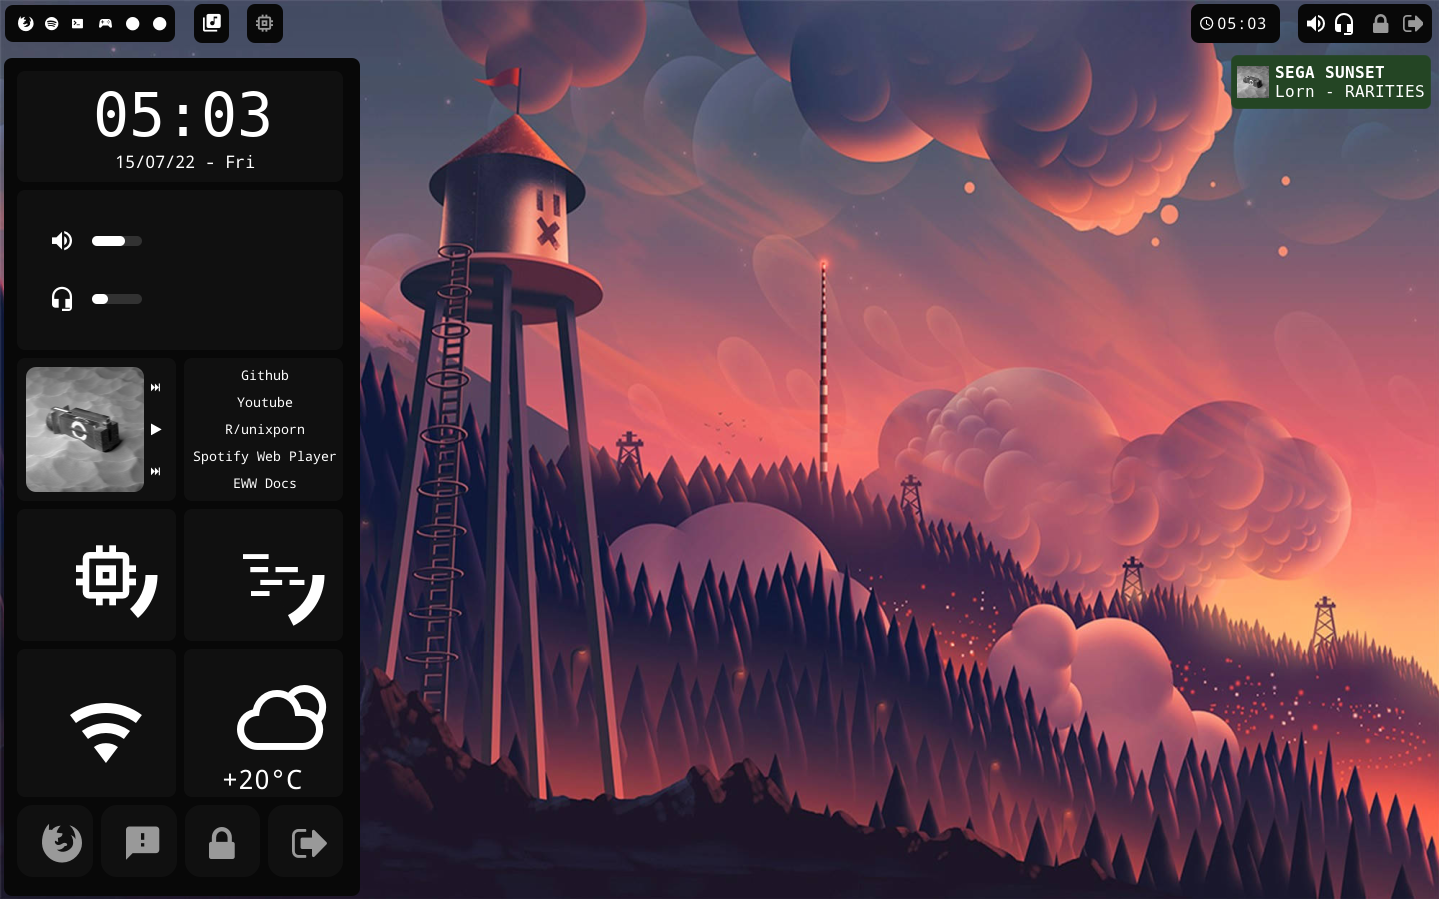 05:03
SEGA SUNSET
Lorn - RARITIES
05:03
15/07/22 - Fri
Github
Youtube
R/unixporn
Spotify Web Player
EWW Docs
+20°C